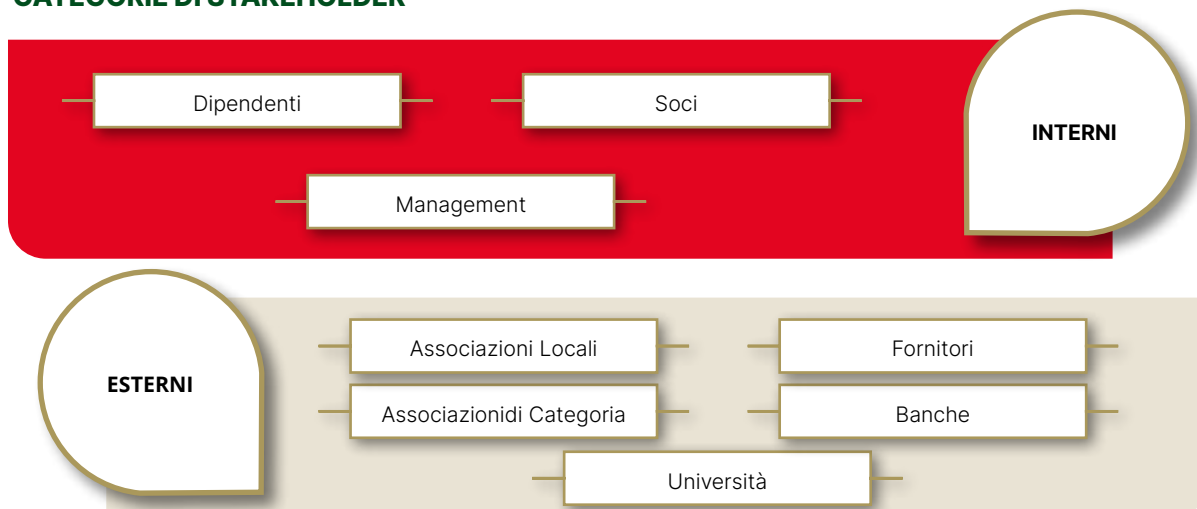 CATEGORIE DI STAKEHOLDER
Dipendenti
Soci
INTERNI
Management
Associazioni Locali
Fornitori
ESTERNI
Associazionidi Categoria
Banche
Università